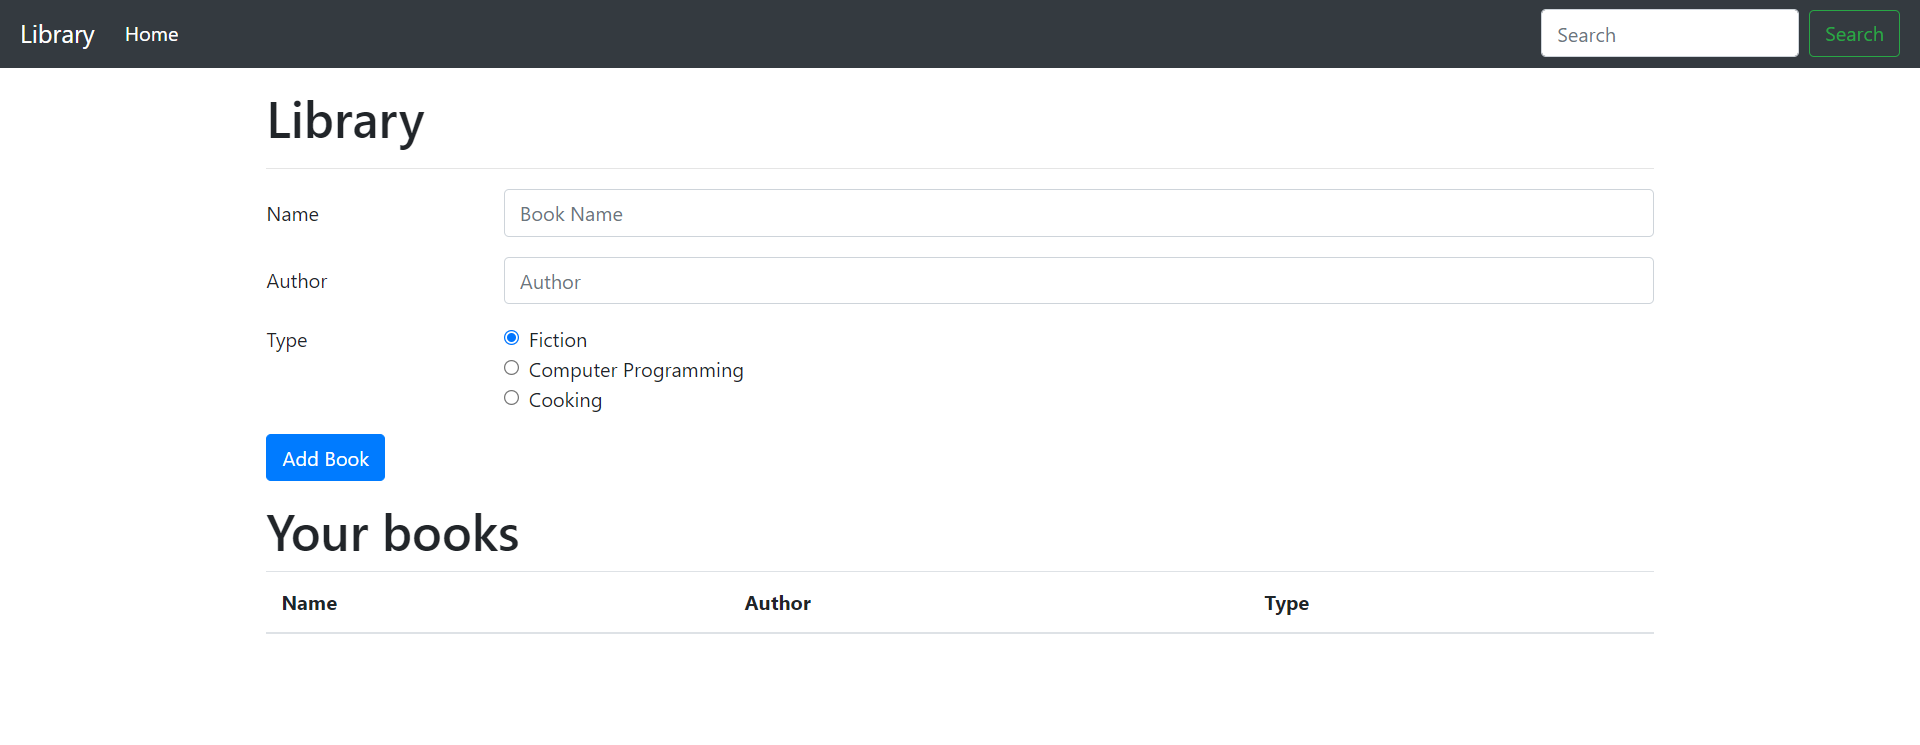 Library Home Search Search
Library
Name Book Name
Author Author
Type Fiction
Computer Programming
Cooking
Add Book
Your books
Name Author Type